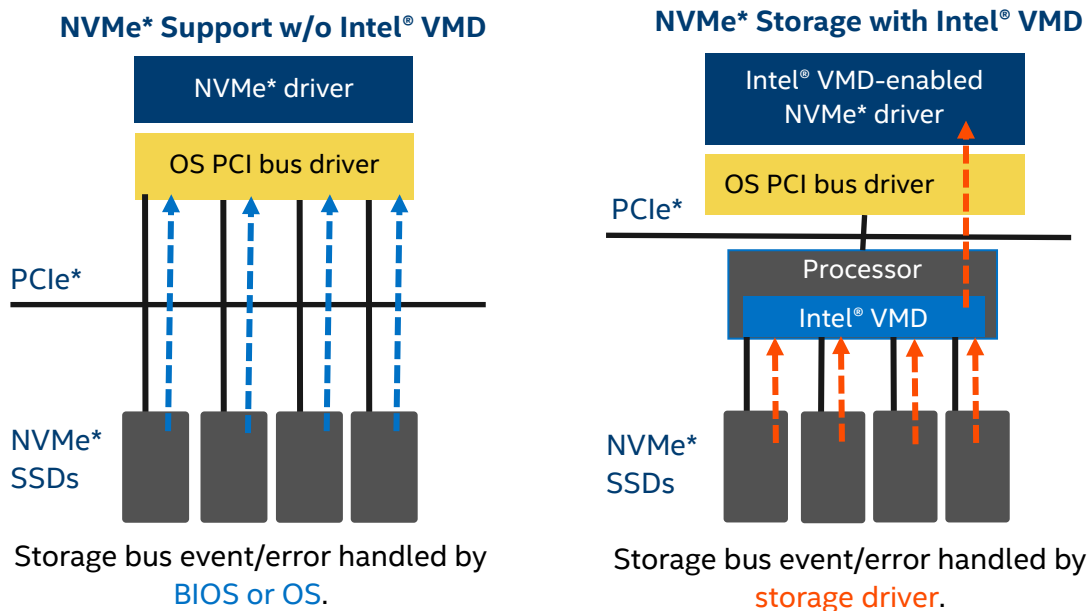 NVMe* Support w/o Intel® VMD
NVMe* driver
OS PCI bus driver
PCIe*
NVMe*
SSDs
Storage bus event/error handled by
BIOS or OS.
NVMe* Storage with Intel® VMD
Intel® VMD-enabled
NVMe* driver
OS PCI bus driver
PCIe*
Processor
Intel® VMD
NVMe*
SSDs
Storage bus event/error handled by
storage driver.